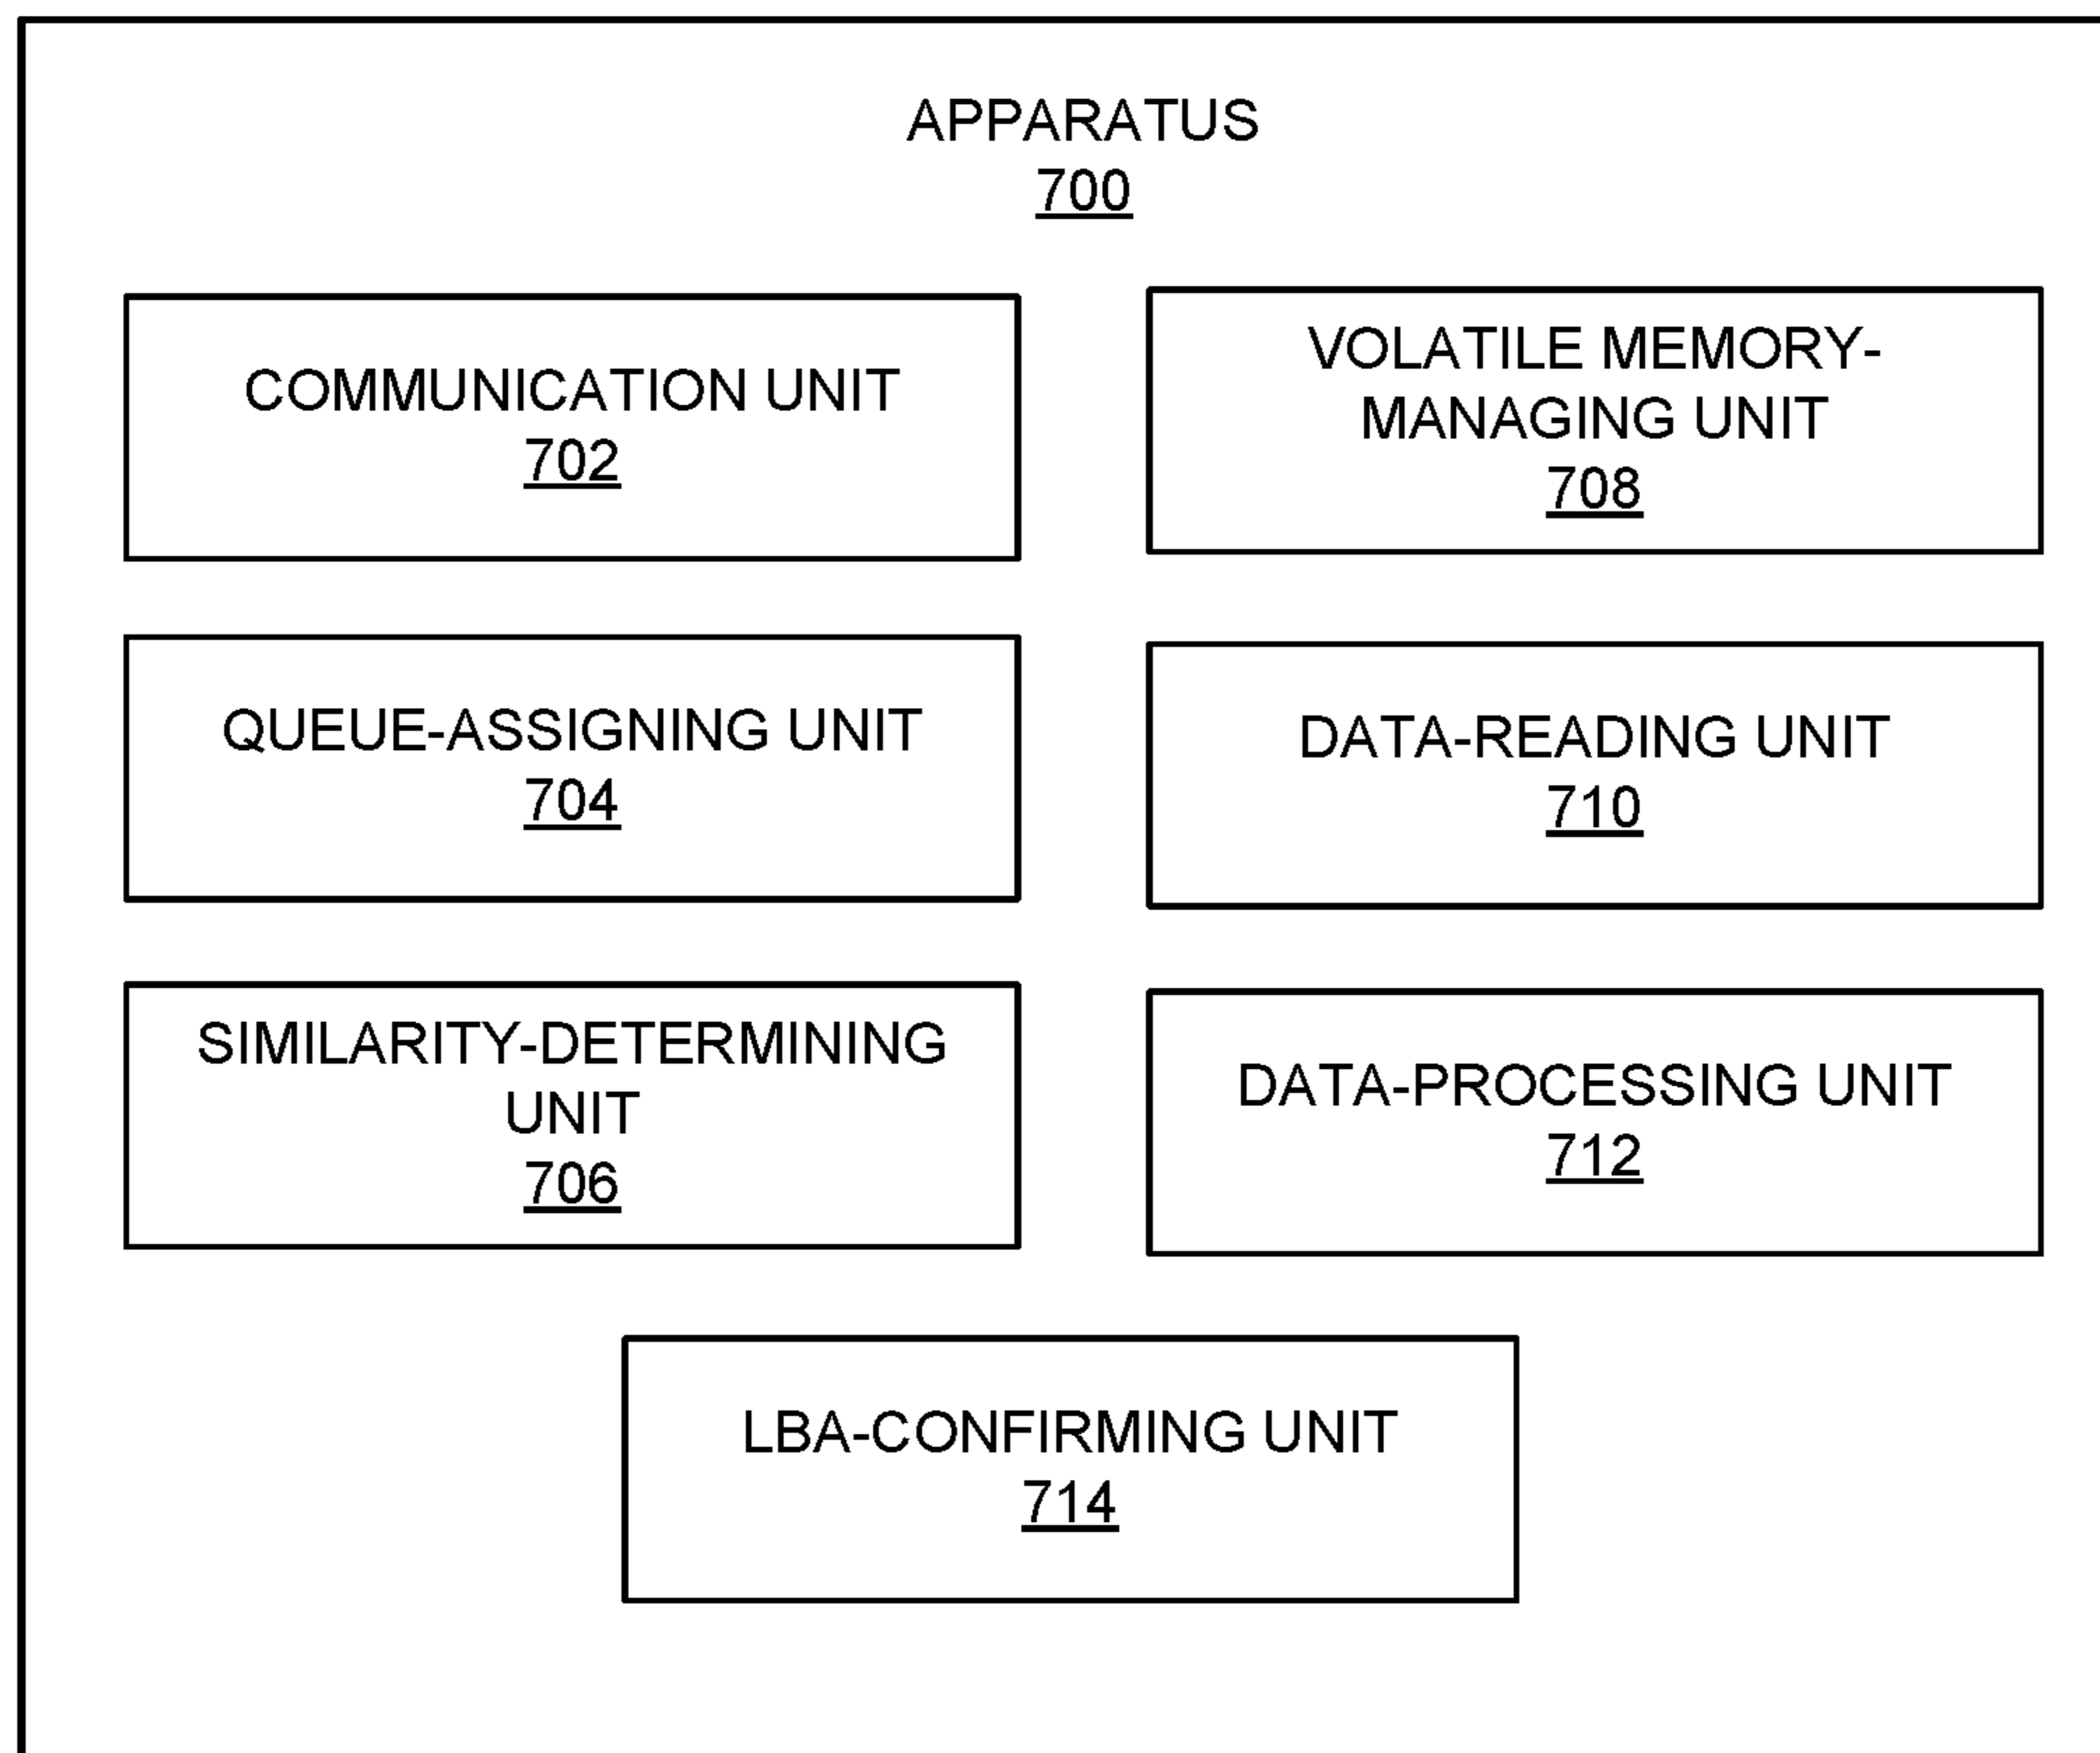 APPARATUS
700
COMMUNICATION UNIT
702
QUEUE-ASSIGNING UNIT
704
SIMILARITY-DETERMINING
UNIT
706
VOLATILE MEMORY-
MANAGING UNIT
708
DATA-READING UNIT
710
DATA-PROCESSING UNIT
712
LBA-CONFIRMING UNIT
714